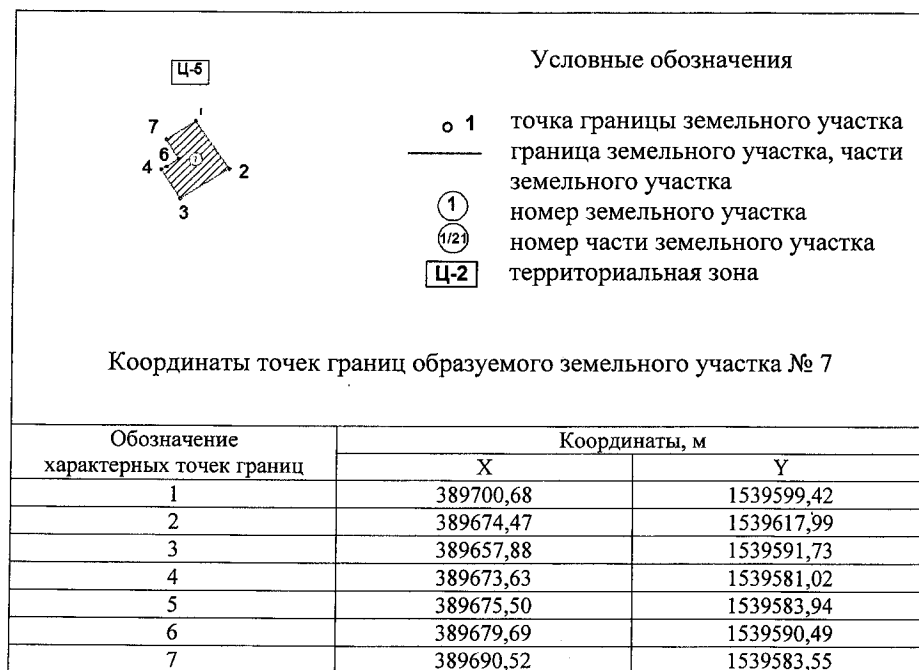 Ц-5
Условные обозначения
7
6
4
2
3
1 точка границы земельного участка
граница земельного участка, части
земельного участка
1 номер земельного участка
1/21 номер части земельного участка
Ц-2 территориальная зона
Координаты точек границ образуемого земельного участка № 7
Обозначение характерных точек границ
Координаты, м
X Y
1 389700,68 1539599,42
2 389674,47 1539617,99
3 389657,88 1539591,73
4 389673,63 1539581,02
5 389675,50 1539583,94
6 389679,69 1539590,49
7 389690,52 1539583,55